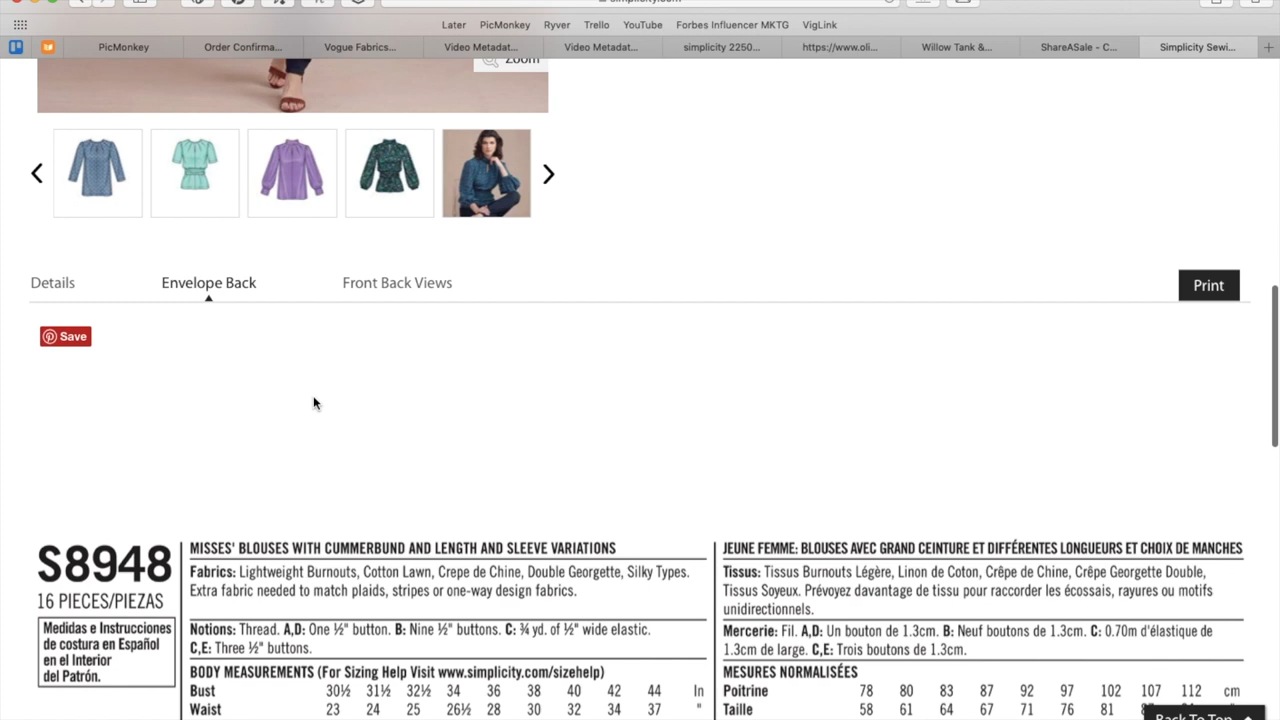 simplicity.com
Later PicMonkey Ryver Trello YouTube Forbes Influencer MKTG VigLink
PicMonkey Order Confirma... Vogue Fabrics... Video Metadat... Video Metadat... simplicity 2250... https://www.oli... Willow Tank &... ShareASale - C... Simplicity Sewi...
Zoom
Details Envelope Back Front Back Views Print
Save
S8948
16 PIECES/PIEZAS
Medidas e Instrucciones
de costura en Español
en el Interior
del Patrón.
MISSES' BLOUSES WITH CUMMERBUND AND LENGTH AND SLEEVE VARIATIONS
Fabrics: Lightweight Burnouts, Cotton Lawn, Crepe de Chine, Double Georgette, Silky Types.
Extra fabric needed to match plaids, stripes or one-way design fabrics.
Notions: Thread. A,D: One ½" button. B: Nine ½" buttons. C: ¾ yd. of ½" wide elastic.
C,E: Three ½" buttons.
BODY MEASUREMENTS (For Sizing Help Visit www.simplicity.com/sizehelp)
Bust 30½ 31½ 32½ 34 36 38 40 42 44 In
Waist 23 24 25 26½ 28 30 32 34 37 "
JEUNE FEMME: BLOUSES AVEC GRAND CEINTURE ET DIFFÉRENTES LONGUEURS ET CHOIX DE MANCHES
Tissus: Tissus Burnouts Légère, Linon de Coton, Crêpe de Chine, Crêpe Georgette Double,
Tissus Soyeux. Prévoyez davantage de tissu pour raccorder les écossais, rayures ou motifs
unidirectionnels.
Mercerie: Fil. A,D: Un bouton de 1.3cm. B: Neuf boutons de 1.3cm. C: 0.70m d'élastique de
1.3cm de large. C,E: Trois boutons de 1.3cm.
MESURES NORMALISÉES
Poitrine 78 80 83 87 92 97 102 107 112 cm
Taille 58 61 64 67 71 76 81
Back To Top